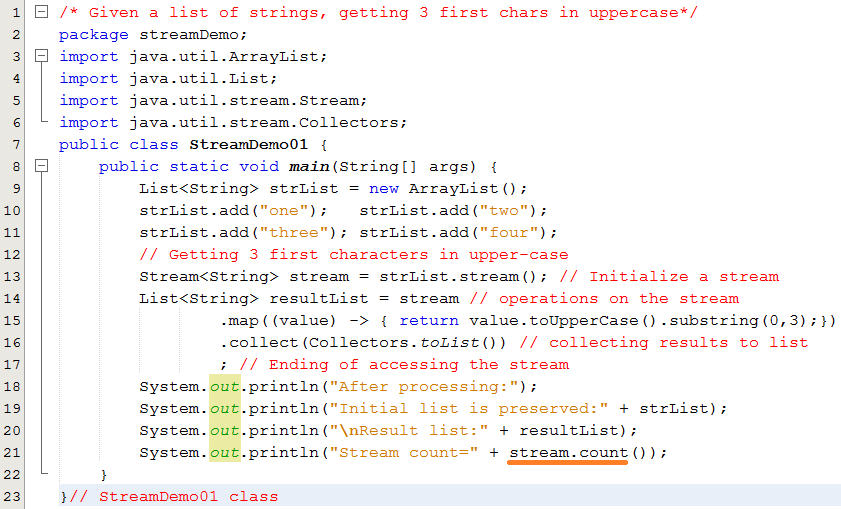 1 /* Given a list of strings, getting 3 first chars in uppercase*/
2 package streamDemo;
3 import java.util.ArrayList;
4 import java.util.List;
5 import java.util.stream.Stream;
6 import java.util.stream.Collectors;
7 public class StreamDemo01 {
8 public static void main(String[] args) {
9 List<String> strList = new ArrayList();
10 strList.add("one"); strList.add("two");
11 strList.add("three"); strList.add("four");
12 // Getting 3 first characters in upper-case
13 Stream<String> stream = strList.stream(); // Initialize a stream
14 List<String> resultList = stream // operations on the stream
15 .map((value) -> { return value.toUpperCase().substring(0,3);})
16 .collect(Collectors.toList()) // collecting results to list
17 ; // Ending of accessing the stream
18 System.out.println("After processing:");
19 System.out.println("Initial list is preserved:" + strList);
20 System.out.println("\nResult list:" + resultList);
21 System.out.println("Stream count=" + stream.count());
22 }
23 }// StreamDemo01 class